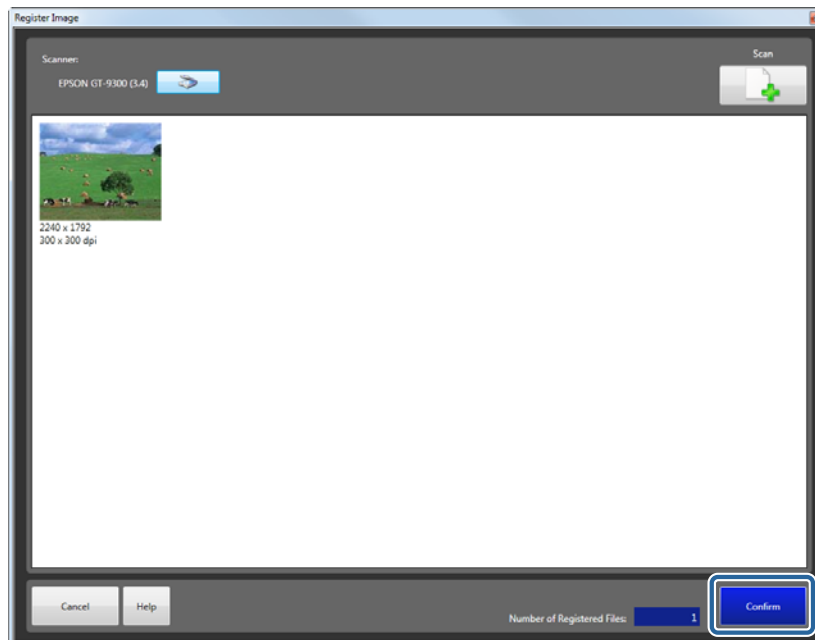 Register Image
Scanner:
Scan
EPSON GT-9300 (3.4)
2240 x 1792
300 x 300 dpi
Cancel
Help
Number of Registered Files:
1
Confirm